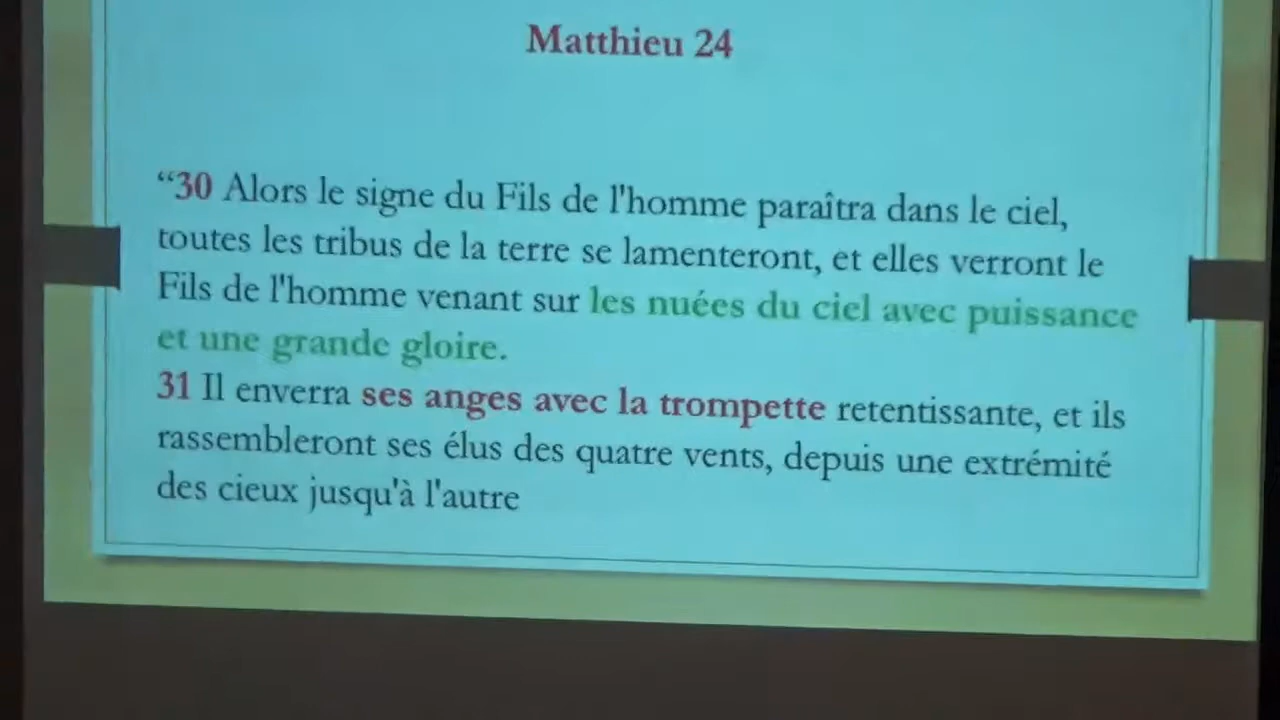 Matthieu 24
“30 Alors le signe du Fils de l'homme paraîtra dans le ciel,
toutes les tribus de la terre se lamenteront, et elles verront le
Fils de l'homme venant sur les nuées du ciel avec puissance
et une grande gloire.
31 Il enverra ses anges avec la trompette retentissante, et ils
rassembleront ses élus des quatre vents, depuis une extrémité
des cieux jusqu'à l'autre